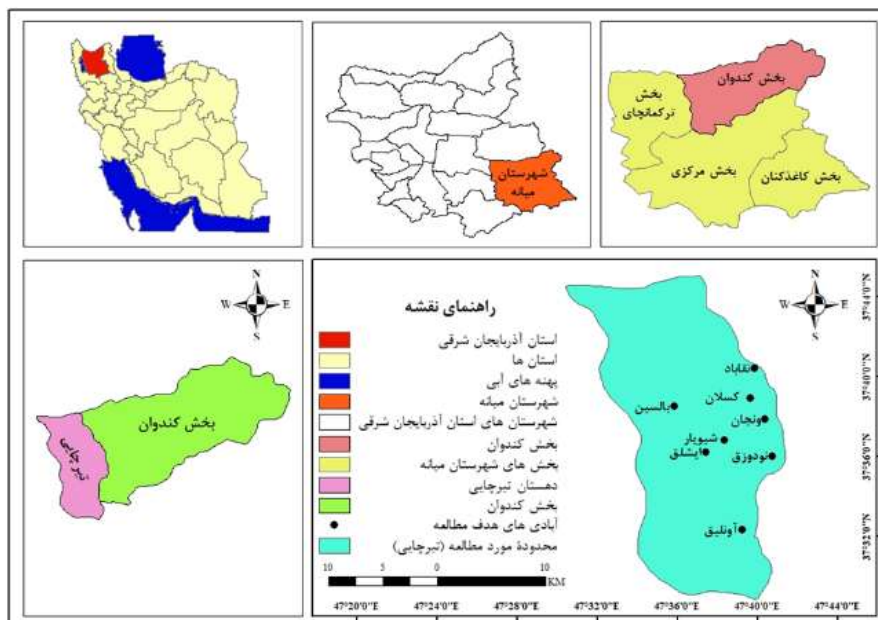 شهرستان
میانه
بخش کندوان
بخش
ترکمانچای
بخش مرکزی
بخش کاغذکنان
N
W
E
S
بخش کندوان
تیرچایی
راهنمای نقشه
استان آذربایجان شرقی
استان ها
پهنه های آبی
شهرستان میانه
شهرستان های استان آذربایجان شرقی
بخش کندوان
بخش های شهرستان میانه
دهستان تیرچایی
بخش کندوان
آبادی های هدف مطالعه
محدودهٔ مورد مطالعه (تیرچایی)
10 5 0 10
KM
N
W
E
S
نقاباد
کسلان
بالسین
ونجان
شیویار
ایشلق
نودوزق
آونلیق
37°44'0"N
37°40'0"N
37°36'0"N
37°32'0"N
47°20'0"E 47°24'0"E 47°28'0"E 47°32'0"E 47°36'0"E 47°40'0"E 47°44'0"E